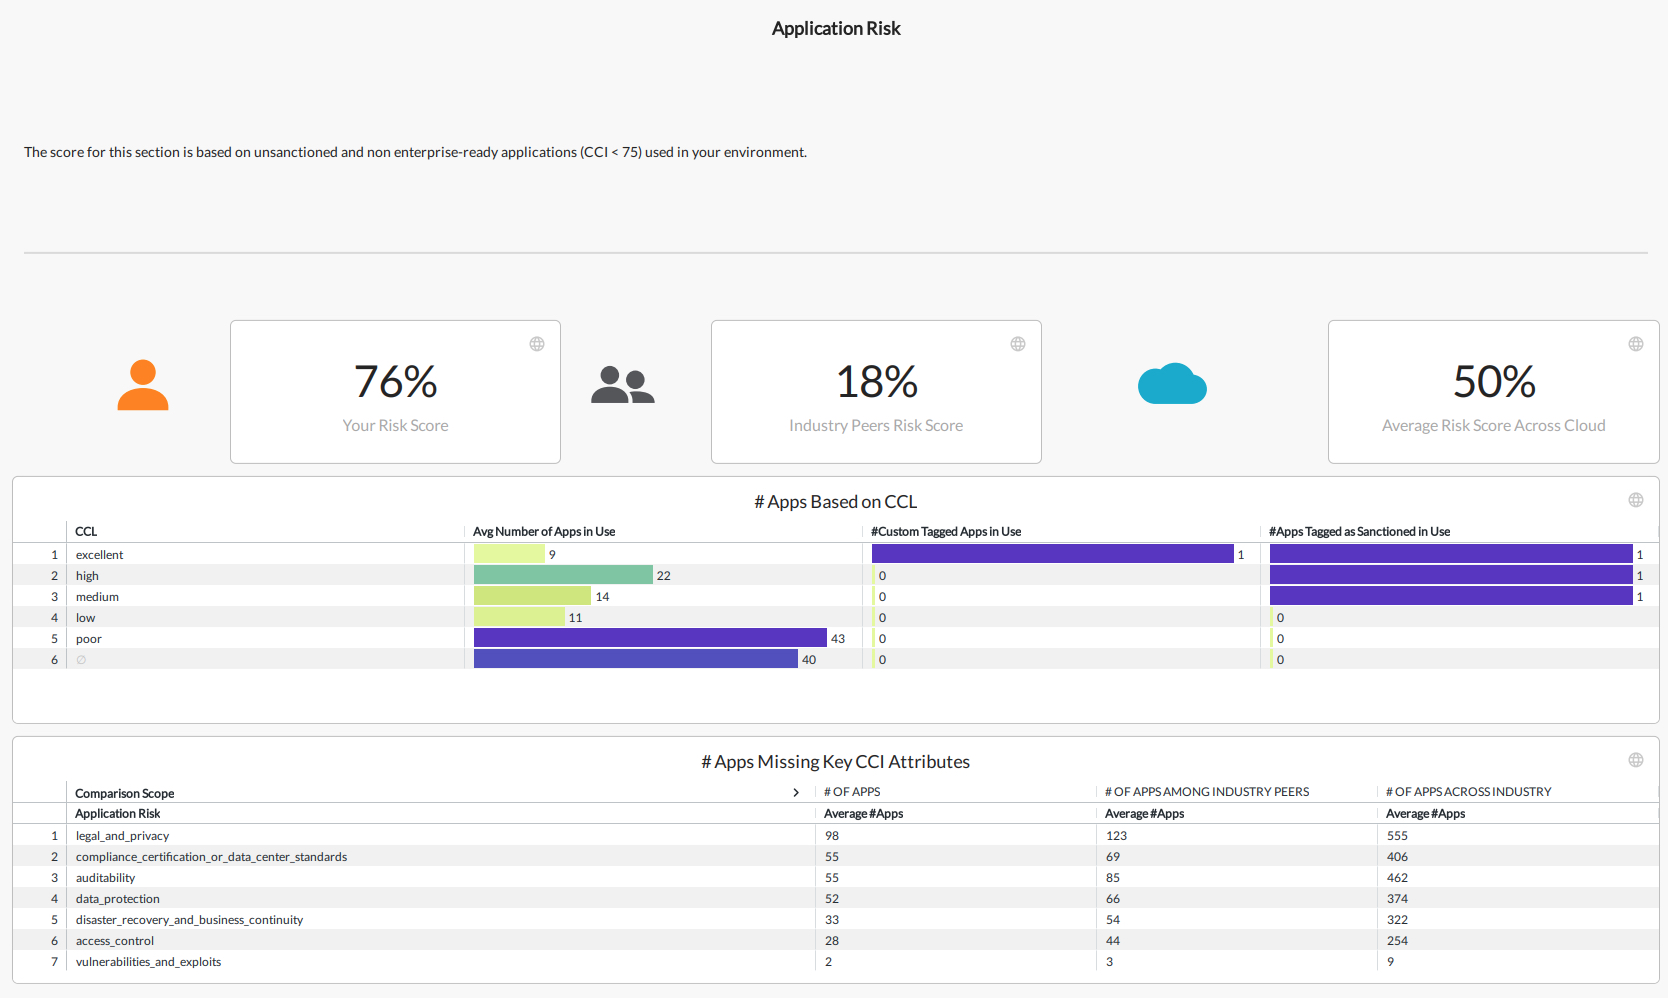 Application Risk
The score for this section is based on unsanctioned and non enterprise-ready applications (CCI < 75) used in your environment.
76%
Your Risk Score
18%
Industry Peers Risk Score
50%
Average Risk Score Across Cloud
# Apps Based on CCL
CCL Avg Number of Apps in Use #Custom Tagged Apps in Use #Apps Tagged as Sanctioned in Use
1 excellent 9 1 1
2 high 22 0 1
3 medium 14 0 1
4 low 11 0 0
5 poor 43 0 0
6 ∅ 40 0 0
# Apps Missing Key CCI Attributes
Comparison Scope # OF APPS # OF APPS AMONG INDUSTRY PEERS # OF APPS ACROSS INDUSTRY
Application Risk Average #Apps Average #Apps Average #Apps
1 legal_and_privacy 98 123 555
2 compliance_certification_or_data_center_standards 55 69 406
3 auditability 55 85 462
4 data_protection 52 66 374
5 disaster_recovery_and_business_continuity 33 54 322
6 access_control 28 44 254
7 vulnerabilities_and_exploits 2 3 9